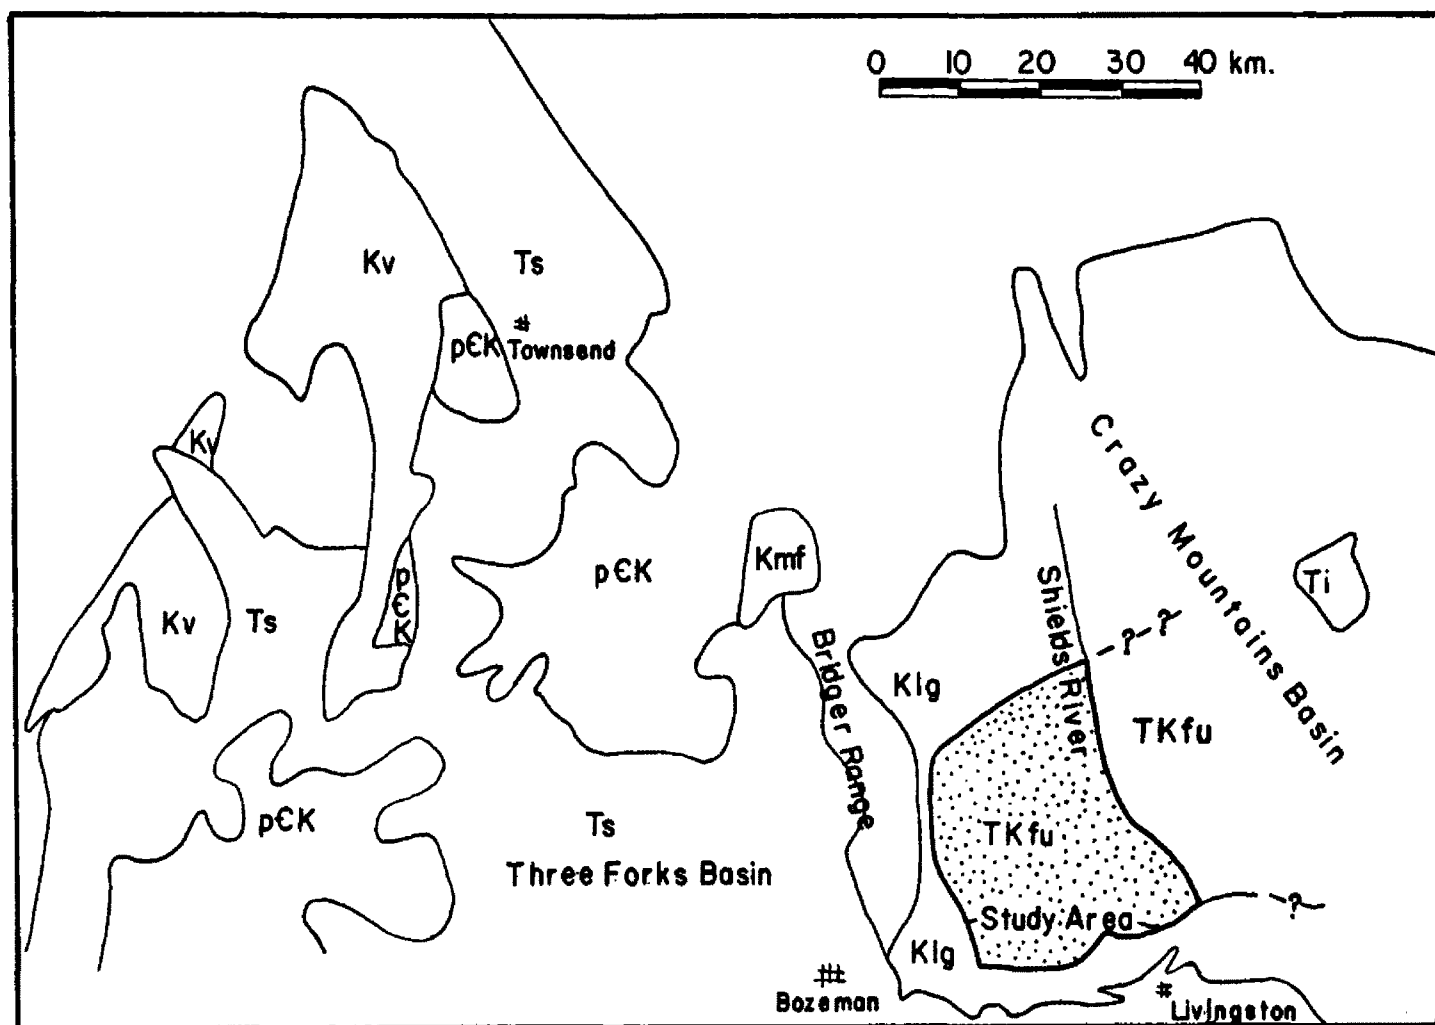 0 10 20 30 40 km.
Kv
Ts
pЄK
Townsend
Kv
Crazy Mountains Basin
Kmf
pЄK
pЄK
Ti
Kv
Ts
Shields River
? ?
Bridger Range
Klg
TKfu
pЄK
Ts
Three Forks Basin
TKfu
Study Area
?
Klg
Bozeman
Livingston